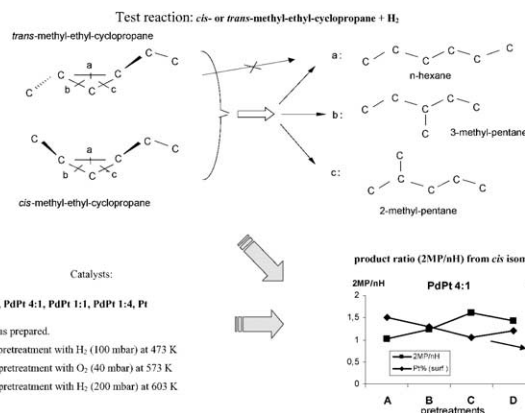 Test reaction: cis- or trans-methyl-ethyl-cyclopropane + H₂
trans-methyl-ethyl-cyclopropane
C C C C C C
a
b c
cis-methyl-ethyl-cyclopropane
C C C C C C
a
b c
a:
C C C C C C
n-hexane
b:
C C C C C
C
3-methyl-pentane
c:
C
C C C C C
2-methyl-pentane
Catalysts:
, PdPt 4:1, PdPt 1:1, PdPt 1:4, Pt
as prepared.
pretreatment with H₂ (100 mbar) at 473 K
pretreatment with O₂ (40 mbar) at 573 K
pretreatment with H₂ (200 mbar) at 603 K
product ratio (2MP/nH) from cis isom
2MP/nH
PdPt 4:1
2
1,5
1
0,5
0
2MP/nH
Pt% (surf.)
A B C D
pretreatments